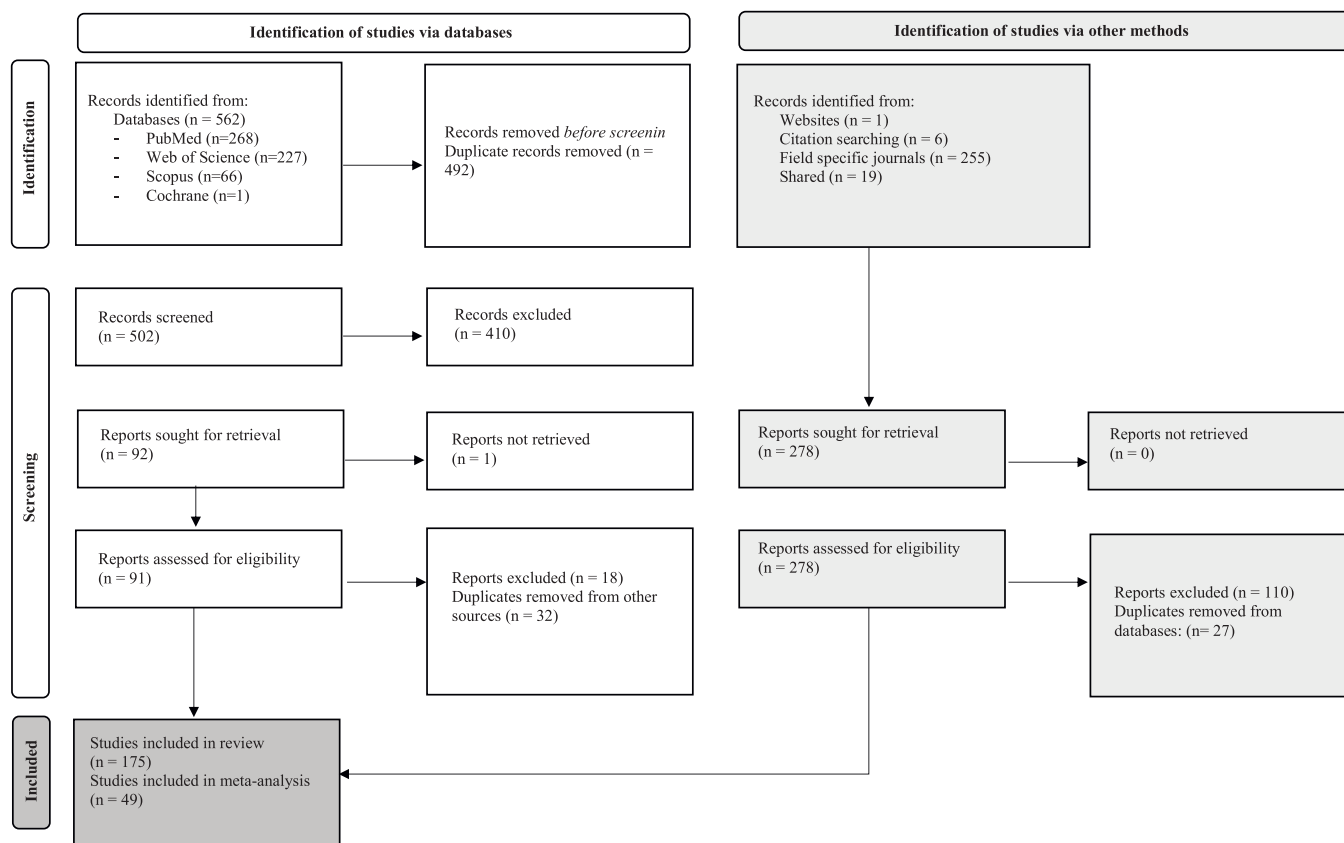 Identification of studies via databases
Identification of studies via other methods
Identification
Records identified from:
Databases (n = 562)
- PubMed (n=268)
- Web of Science (n=227)
- Scopus (n=66)
- Cochrane (n=1)
Records removed before screenin
Duplicate records removed (n =
492)
Records identified from:
Websites (n = 1)
Citation searching (n = 6)
Field specific journals (n = 255)
Shared (n = 19)
Screening
Records screened
(n = 502)
Records excluded
(n = 410)
Reports sought for retrieval
(n = 92)
Reports not retrieved
(n = 1)
Reports sought for retrieval
(n = 278)
Reports not retrieved
(n = 0)
Reports assessed for eligibility
(n = 91)
Reports excluded (n = 18)
Duplicates removed from other
sources (n = 32)
Reports assessed for eligibility
(n = 278)
Reports excluded (n = 110)
Duplicates removed from
databases: (n= 27)
Included
Studies included in review
(n = 175)
Studies included in meta-analysis
(n = 49)